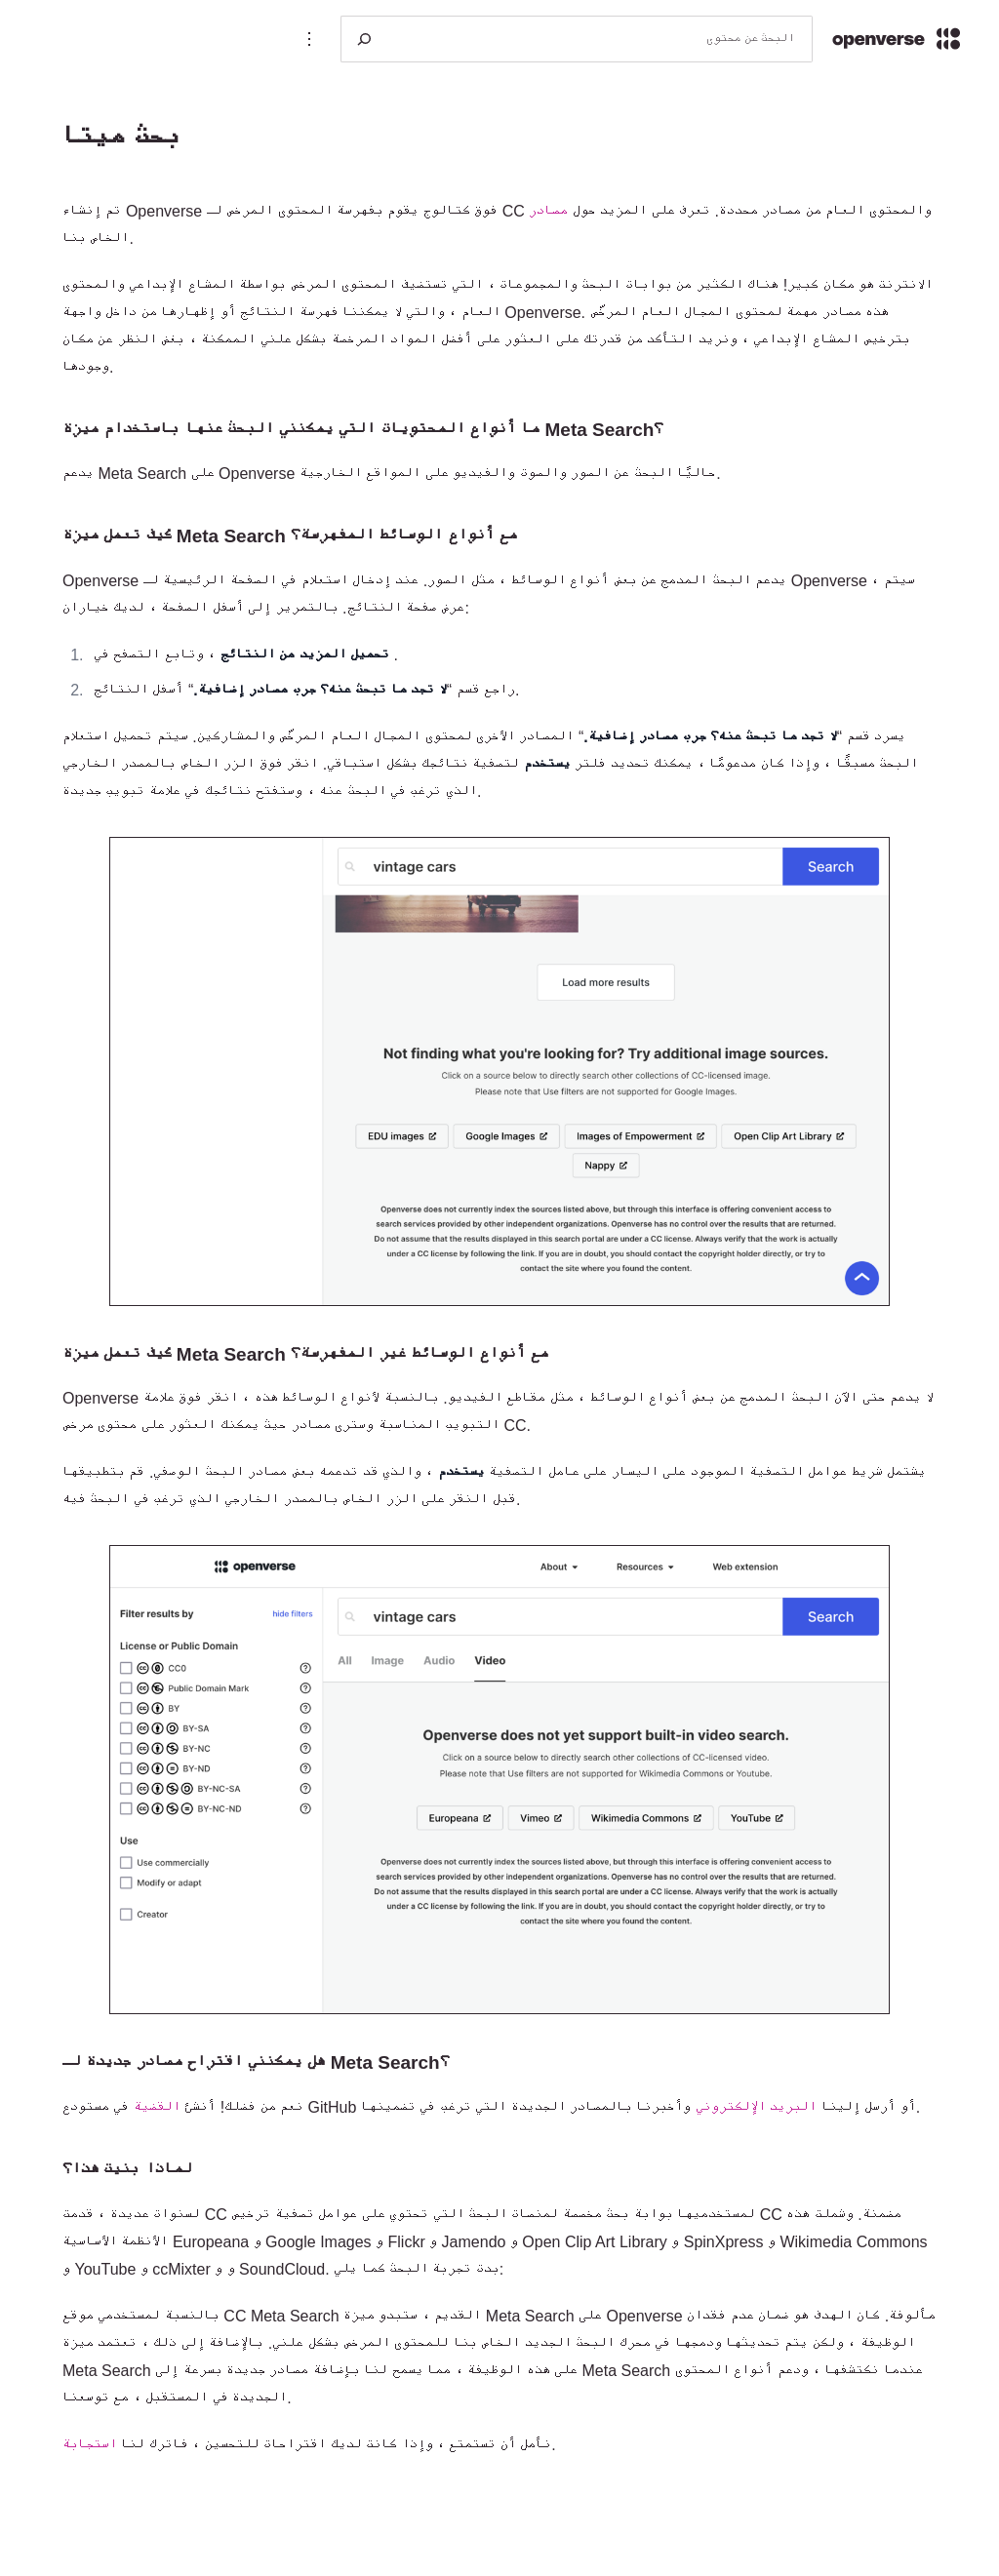 openverse
البحث عن محتوى
بحث ميتا
تم إنشاء Openverse فوق كتالوج يقوم بفهرسة المحتوى المرخص لـ CC والمحتوى العام من مصادر محددة. تعرف على المزيد حول مصادر
الخاص بنا.
الانترنت هو مكان كبير! هناك الكثير من بوابات البحث والمجموعات ، التي تستضيف المحتوى المرخص بواسطة المشاع الإبداعي والمحتوى
العام ، والتي لا يمكننا فهرسة النتائج أو إظهارها من داخل واجهة Openverse. هذه مصادر مهمة لمحتوى المجال العام المرخّص
بترخيص المشاع الإبداعي ، ونريد التأكد من قدرتك على العثور على أفضل المواد المرخصة بشكل علني الممكنة ، بغض النظر عن مكان
وجودها.
ما أنواع المحتويات التي يمكنني البحث عنها باستخدام ميزة Meta Search؟
يدعم Meta Search على Openverse حاليًا البحث عن الصور والصوت والفيديو على المواقع الخارجية.
كيف تعمل ميزة Meta Search مع أنواع الوسائط المفهرسة؟
Openverse يدعم البحث المدمج عن بعض أنواع الوسائط ، مثل الصور. عند إدخال استعلام في الصفحة الرئيسية لـ Openverse سيتم ،
عرض صفحة النتائج. بالتمرير إلى أسفل الصفحة ، لديك خياران:
1. تحميل المزيد من النتائج ، وتابع التصفح في .
2. راجع قسم “لا تجد ما تبحث عنه؟ جرب مصادر إضافية.“ أسفل النتائج.
يسرد قسم “لا تجد ما تبحث عنه؟ جرب مصادر إضافية.“ المصادر الأخرى لمحتوى المجال العام المرخّص والمشاركين. سيتم تحميل استعلام
البحث مسبقًا ، وإذا كان مدعومًا ، يمكنك تحديد فلتر يستخدم لتصفية نتائجك بشكل استباقي. انقر فوق الزر الخاص بالمصدر الخارجي
الذي ترغب في البحث عنه ، وستفتح نتائجك في علامة تبويب جديدة.
vintage cars
Search
Load more results
Not finding what you're looking for? Try additional image sources.
Click on a source below to directly search other collections of CC-licensed image.
Please note that Use filters are not supported for Google Images.
EDU images
Google Images
Images of Empowerment
Open Clip Art Library
Nappy
Openverse does not currently index the sources listed above, but through this interface is offering convenient access to
search services provided by other independent organizations. Openverse has no control over the results that are returned.
Do not assume that the results displayed in this search portal are under a CC license. Always verify that the work is actually
under a CC license by following the link. If you are in doubt, you should contact the copyright holder directly, or try to
contact the site where you found the content.
كيف تعمل ميزة Meta Search مع أنواع الوسائط غير المفهرسة؟
Openverse لا يدعم حتى الآن البحث المدمج عن بعض أنواع الوسائط ، مثل مقاطع الفيديو. بالنسبة لأنواع الوسائط هذه ، انقر فوق علامة
التبويب المناسبة وسترى مصادر حيث يمكنك العثور على محتوى مرخص CC.
يشتمل شريط عوامل التصفية الموجود على اليسار على عامل التصفية يستخدم ، والذي قد تدعمه بعض مصادر البحث الوصفي. قم بتطبيقها
قبل النقر على الزر الخاص بالمصدر الخارجي الذي ترغب في البحث فيه.
openverse
About
Resources
Web extension
Filter results by
hide filters
vintage cars
Search
All
Image
Audio
Video
License or Public Domain
CC0
Public Domain Mark
BY
BY-SA
BY-NC
BY-ND
BY-NC-SA
BY-NC-ND
Use
Use commercially
Modify or adapt
Creator
Openverse does not yet support built-in video search.
Click on a source below to directly search other collections of CC-licensed video.
Please note that Use filters are not supported for Wikimedia Commons or Youtube.
Europeana
Vimeo
Wikimedia Commons
YouTube
Openverse does not currently index the sources listed above, but through this interface is offering convenient access to
search services provided by other independent organizations. Openverse has no control over the results that are returned.
Do not assume that the results displayed in this search portal are under a CC license. Always verify that the work is actually
under a CC license by following the link. If you are in doubt, you should contact the copyright holder directly, or try to
contact the site where you found the content.
هل يمكنني اقتراح مصادر جديدة لـ Meta Search؟
نعم من فضلك! أنشئ القضية في مستودع GitHub أو أرسل إلينا البريد الإلكتروني وأخبرنا بالمصادر الجديدة التي ترغب في تضمينها.
لماذا بنيت هذا؟
لسنوات عديدة ، قدمت CC لمستخدميها بوابة بحث مخصصة لمنصات البحث التي تحتوي على عوامل تصفية ترخيص CC مضمنة. وشملت هذه
الأنظمة الأساسية Europeana و Google Images و Flickr و Jamendo و Open Clip Art Library و SpinXpress و Wikimedia Commons
و YouTube و ccMixter و و SoundCloud. بدت تجربة البحث كما يلي:
بالنسبة لمستخدمي موقع CC Meta Search القديم ، ستبدو ميزة Meta Search على Openverse مألوفة. كان الهدف هو ضمان عدم فقدان
الوظيفة ، ولكن يتم تحديثها ودمجها في محرك البحث الجديد الخاص بنا للمحتوى المرخص بشكل علني. بالإضافة إلى ذلك ، تعتمد ميزة
Meta Search على هذه الوظيفة ، مما يسمح لنا بإضافة مصادر جديدة بسرعة إلى Meta Search عندما نكتشفها ، ودعم أنواع المحتوى
الجديدة في المستقبل ، مع توسعنا.
نأمل أن تستمتع ، وإذا كانت لديك اقتراحات للتحسين ، فاترك لنا استجابة.